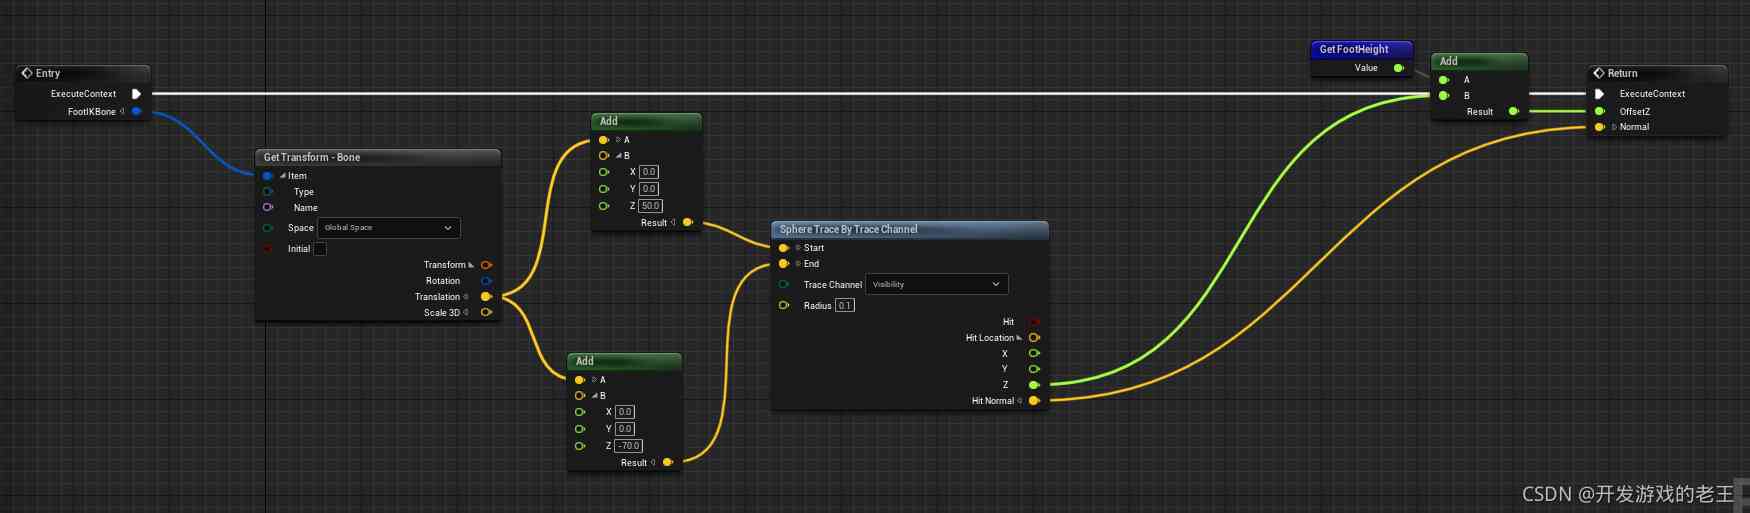 Entry
ExecuteContext
FootIKBone
Get Transform - Bone
Item
Type
Name
Space Global Space
Initial
Transform
Rotation
Translation
Scale 3D
Add
A
B
X 0.0
Y 0.0
Z 50.0
Result
Add
A
B
X 0.0
Y 0.0
Z -70.0
Result
Sphere Trace By Trace Channel
Start
End
Trace Channel Visibility
Radius 0.1
Hit
Hit Location
X
Y
Z
Hit Normal
Get FootHeight
Value
Add
A
B
Result
Return
ExecuteContext
OffsetZ
Normal
CSDN @开发游戏的老王